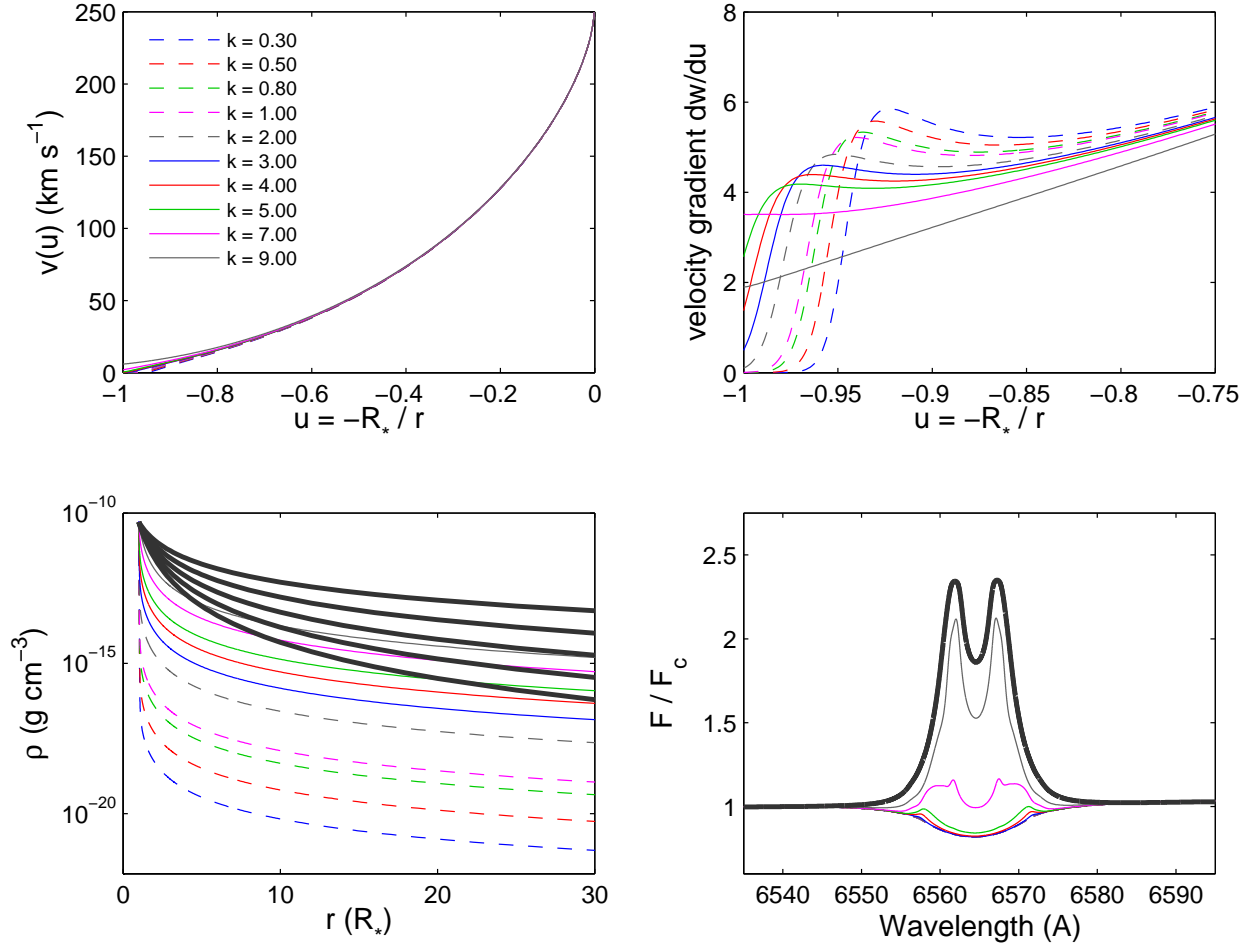 250
200
150
100
50
0
v(u) (km s⁻¹)
k = 0.30
k = 0.50
k = 0.80
k = 1.00
k = 2.00
k = 3.00
k = 4.00
k = 5.00
k = 7.00
k = 9.00
−1 −0.8 −0.6 −0.4 −0.2 0
u = −R* / r
8
6
4
2
0
velocity gradient dw/du
−1 −0.95 −0.9 −0.85 −0.8 −0.75
u = −R* / r
10⁻¹⁰
10⁻¹⁵
10⁻²⁰
ρ (g cm⁻³)
0 10 20 30
r (R*)
2.5
2
1.5
1
F / F_c
6540 6550 6560 6570 6580 6590
Wavelength (A)